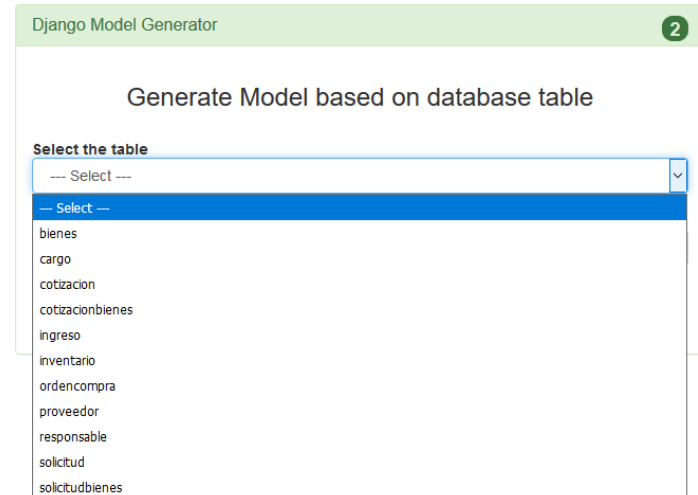 Django Model Generator
2
Generate Model based on database table
Select the table
--- Select ---
--- Select ---
bienes
cargo
cotizacion
cotizacionbienes
ingreso
inventario
ordencompra
proveedor
responsable
solicitud
solicitudbienes